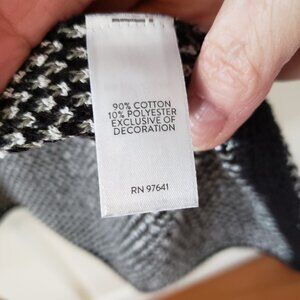 90% COTTON
10% POLYESTER
EXCLUSIVE OF
DECORATION
RN 97641